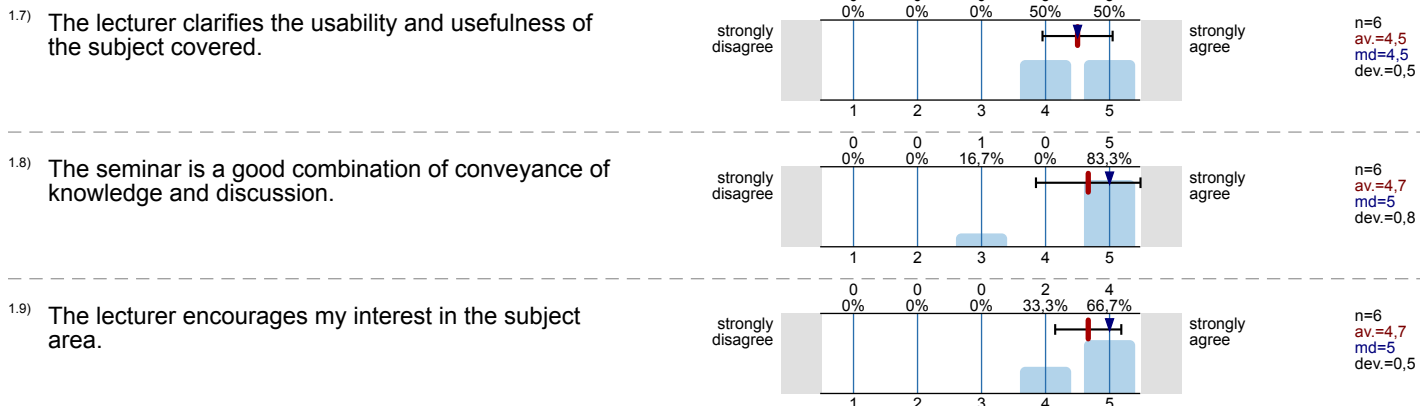 1.7) The lecturer clarifies the usability and usefulness of
the subject covered.
0% 0% 0% 50% 50%
strongly
disagree
strongly
agree
n=6
av.=4,5
md=4,5
dev.=0,5
1 2 3 4 5
1.8) The seminar is a good combination of conveyance of
knowledge and discussion.
0 0 1 0 5
0% 0% 16,7% 0% 83,3%
strongly
disagree
strongly
agree
n=6
av.=4,7
md=5
dev.=0,8
1 2 3 4 5
1.9) The lecturer encourages my interest in the subject
area.
0 0 0 2 4
0% 0% 0% 33,3% 66,7%
strongly
disagree
strongly
agree
n=6
av.=4,7
md=5
dev.=0,5
1 2 3 4 5